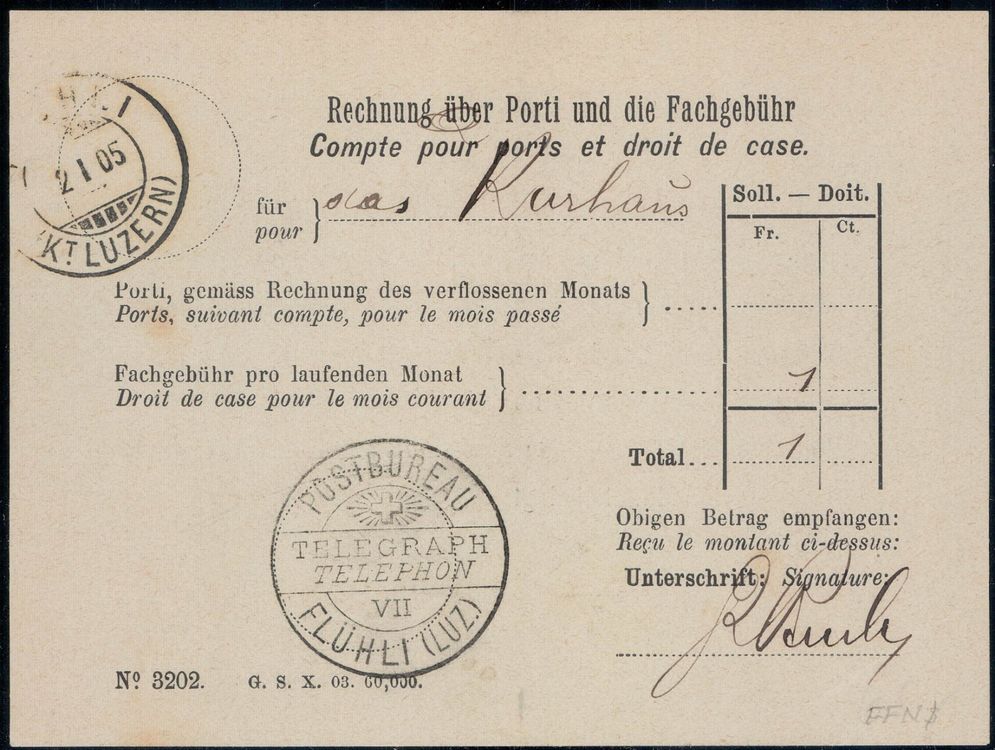 2 I 05
(KT LUZERN)
Rechnung über Porti und die Fachgebühr
Compte pour ports et droit de case.
für das Kurhaus
pour
Soll. — Doit.
Fr. Ct.
Porti, gemäss Rechnung des verflossenen Monats
Ports, suivant compte, pour le mois passé
Fachgebühr pro laufenden Monat 1
Droit de case pour le mois courant
Total... 1
POSTBUREAU
TELEGRAPH
TELEPHON
VII
FLÜHLI (LUZ.)
Obigen Betrag empfangen:
Reçu le montant ci-dessus:
Unterschrift: Signature:
No 3202. G. S. X. 03. 60,000.